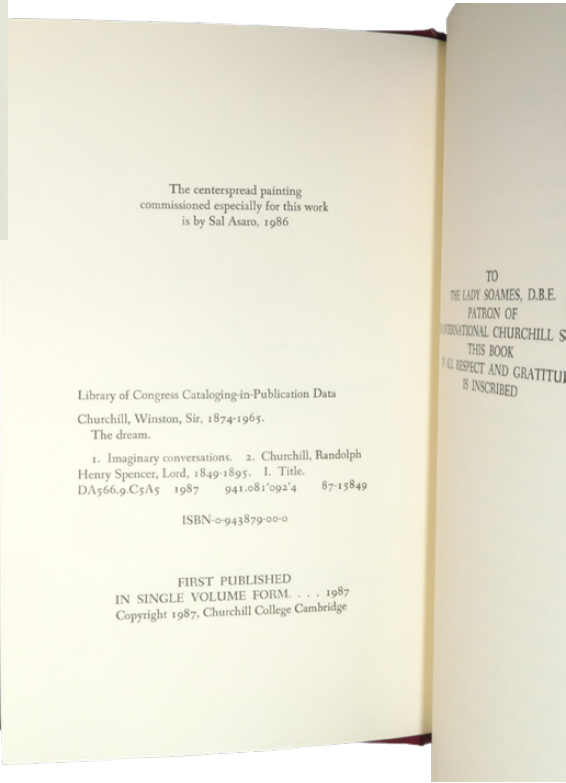 The centerspread painting
commissioned especially for this work
is by Sal Asaro, 1986
Library of Congress Cataloging-in-Publication Data
Churchill, Winston, Sir, 1874-1965.
The dream.
1. Imaginary conversations. 2. Churchill, Randolph
Henry Spencer, Lord, 1849-1895. I. Title.
DA566.9.C5A5 1987 941.081'092'4 87-15849
ISBN-0-943879-00-0
FIRST PUBLISHED
IN SINGLE VOLUME FORM. . . . 1987
Copyright 1987, Churchill College Cambridge
TO
THE LADY SOAMES, D.B.E.
PATRON OF
INTERNATIONAL CHURCHILL
THIS BOOK
ALL RESPECT AND GRATITU
IS INSCRIBED